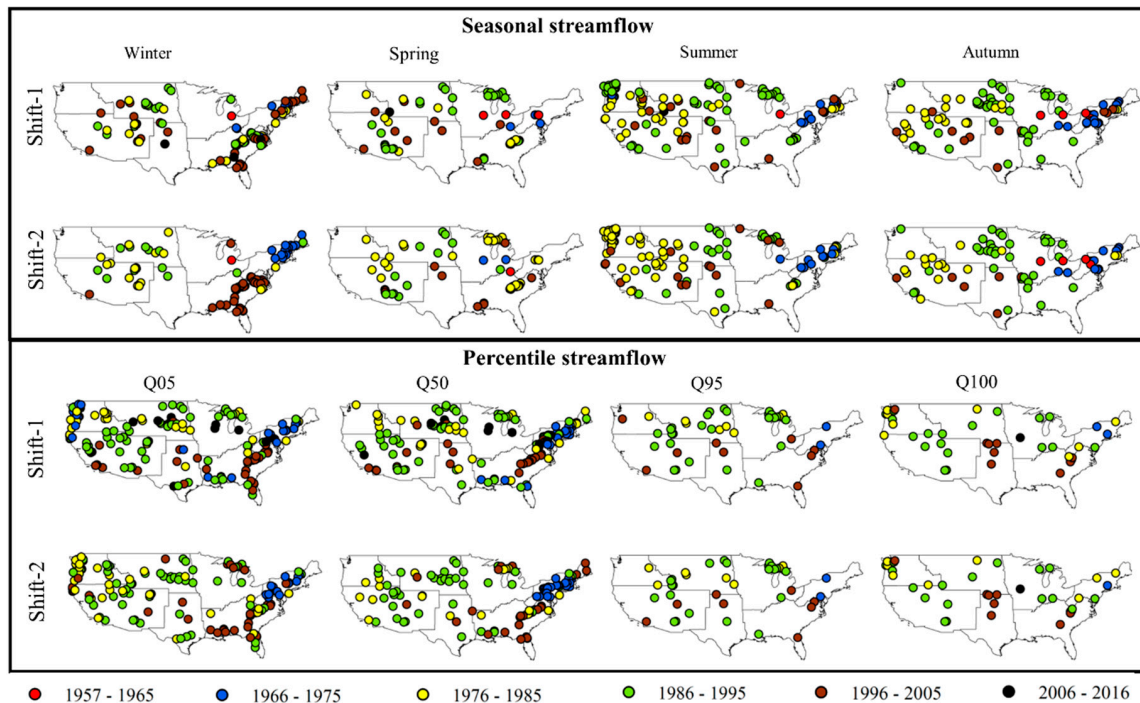 Seasonal streamflow
Winter Spring Summer Autumn
Shift-1
Shift-2
Percentile streamflow
Q05 Q50 Q95 Q100
Shift-1
Shift-2
1957 - 1965 1966 - 1975 1976 - 1985 1986 - 1995 1996 - 2005 2006 - 2016